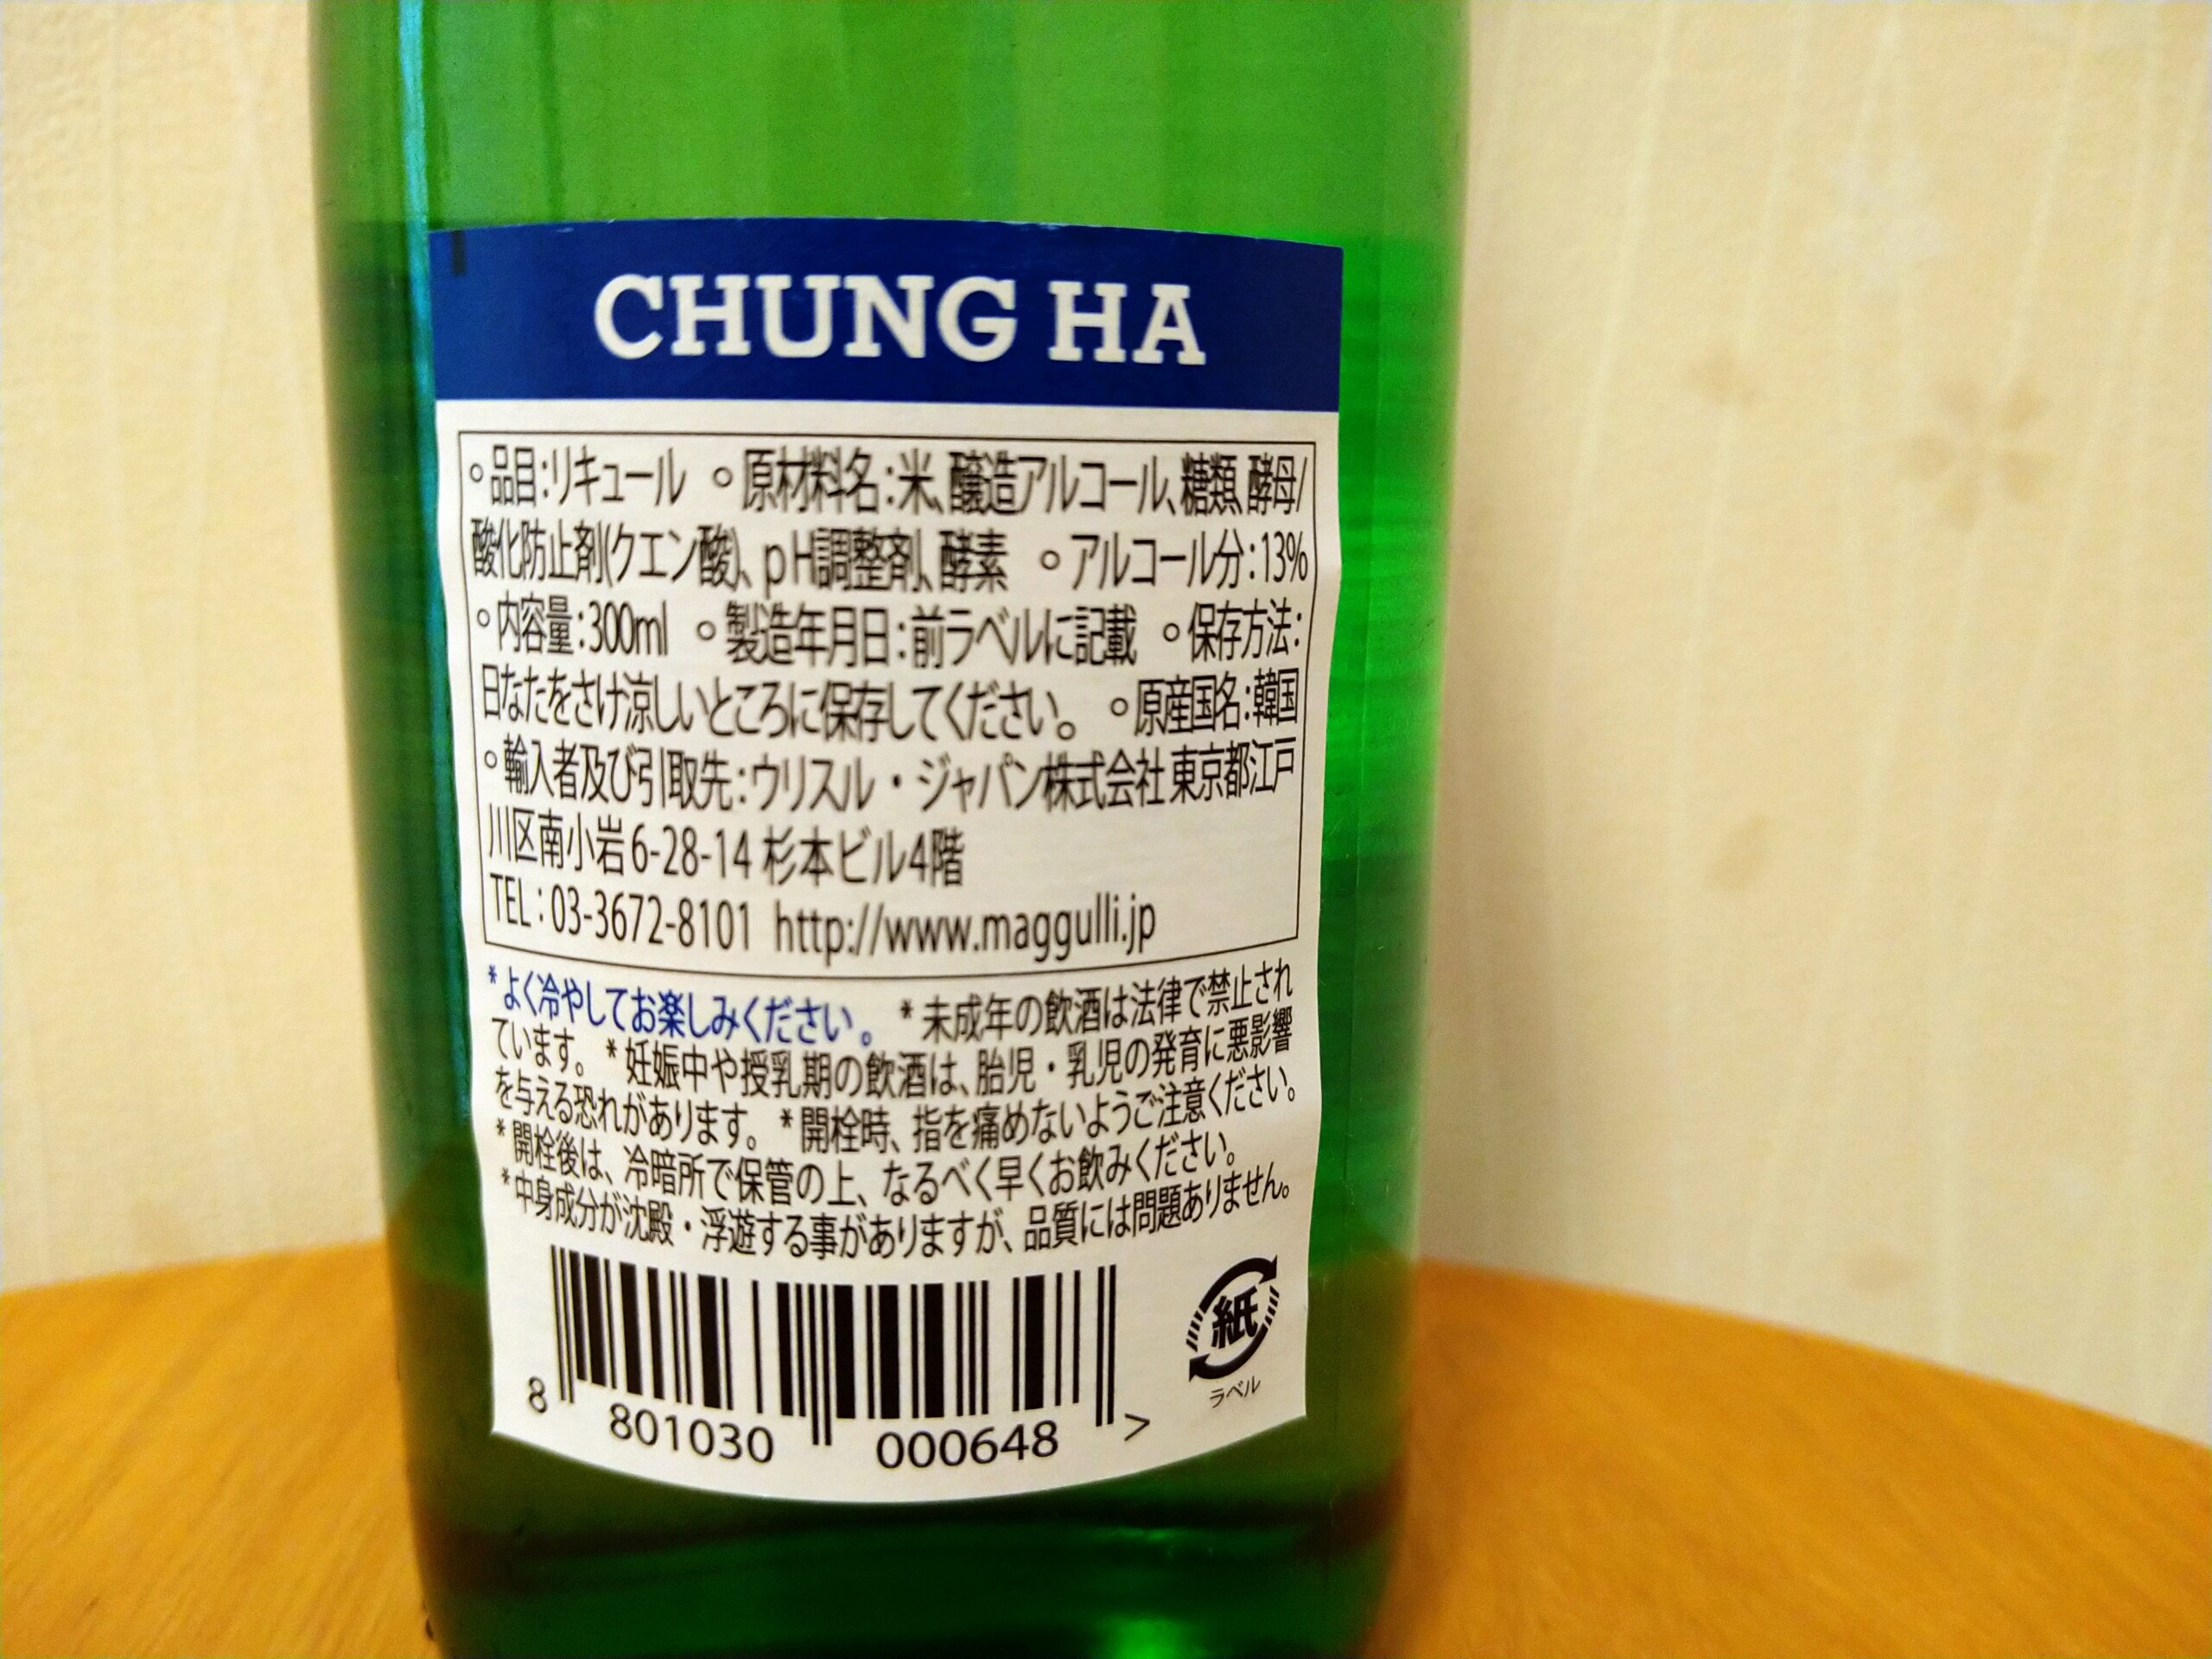 CHUNG HA
○品目:リキュール ○原材料名:米、醸造アルコール、糖類、酵母/
酸化防止剤(クエン酸)、pH調整剤、酵素 ○アルコール分:13%
○内容量:300ml ○製造年月日:前ラベルに記載 ○保存方法:
日なたをさけ涼しいところに保存してください。 ○原産国名:韓国
○輸入者及び引取先:ウリスル・ジャパン株式会社 東京都江戸
川区南小岩6-28-14 杉本ビル4階
TEL:03-3672-8101 http://www.maggulli.jp
*よく冷やしてお楽しみください。 *未成年の飲酒は法律で禁止され
ています。 *妊娠中や授乳期の飲酒は、胎児・乳児の発育に悪影響
を与える恐れがあります。 *開栓時、指を痛めないようご注意ください。
*開栓後は、冷暗所で保管の上、なるべく早くお飲みください。
*中身成分が沈殿・浮遊する事がありますが、品質には問題ありません。
紙
ラベル
8 801030 000648 >